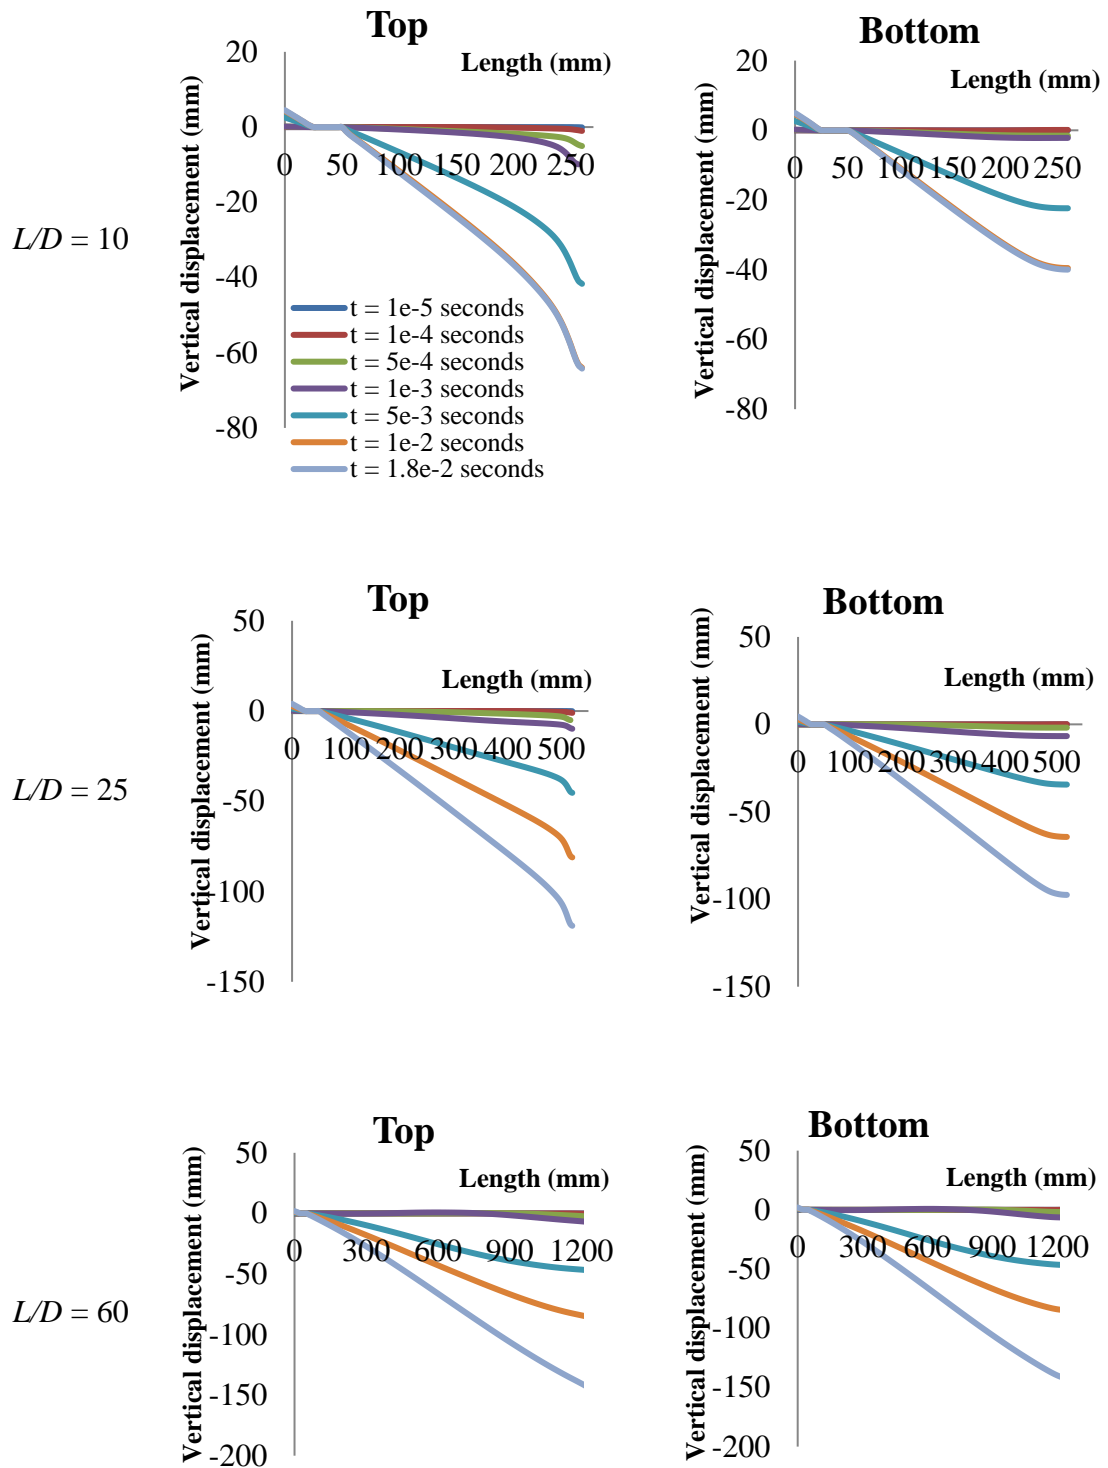 Top
Bottom
Length (mm)
Length (mm)
Vertical displacement (mm)
Vertical displacement (mm)
L/D = 10
20
0
-20
-40
-60
-80
0 50 100 150 200 250
t = 1e-5 seconds
t = 1e-4 seconds
t = 5e-4 seconds
t = 1e-3 seconds
t = 5e-3 seconds
t = 1e-2 seconds
t = 1.8e-2 seconds
20
0
-20
-40
-60
-80
0 50 100 150 200 250
Top
Bottom
Length (mm)
Length (mm)
Vertical displacement (mm)
Vertical displacement (mm)
L/D = 25
50
0
-50
-100
-150
0 100 200 300 400 500
50
0
-50
-100
-150
0 100 200 300 400 500
Top
Bottom
Length (mm)
Length (mm)
Vertical displacement (mm)
Vertical displacement (mm)
L/D = 60
50
0
-50
-100
-150
-200
0 300 600 900 1200
50
0
-50
-100
-150
-200
0 300 600 900 1200